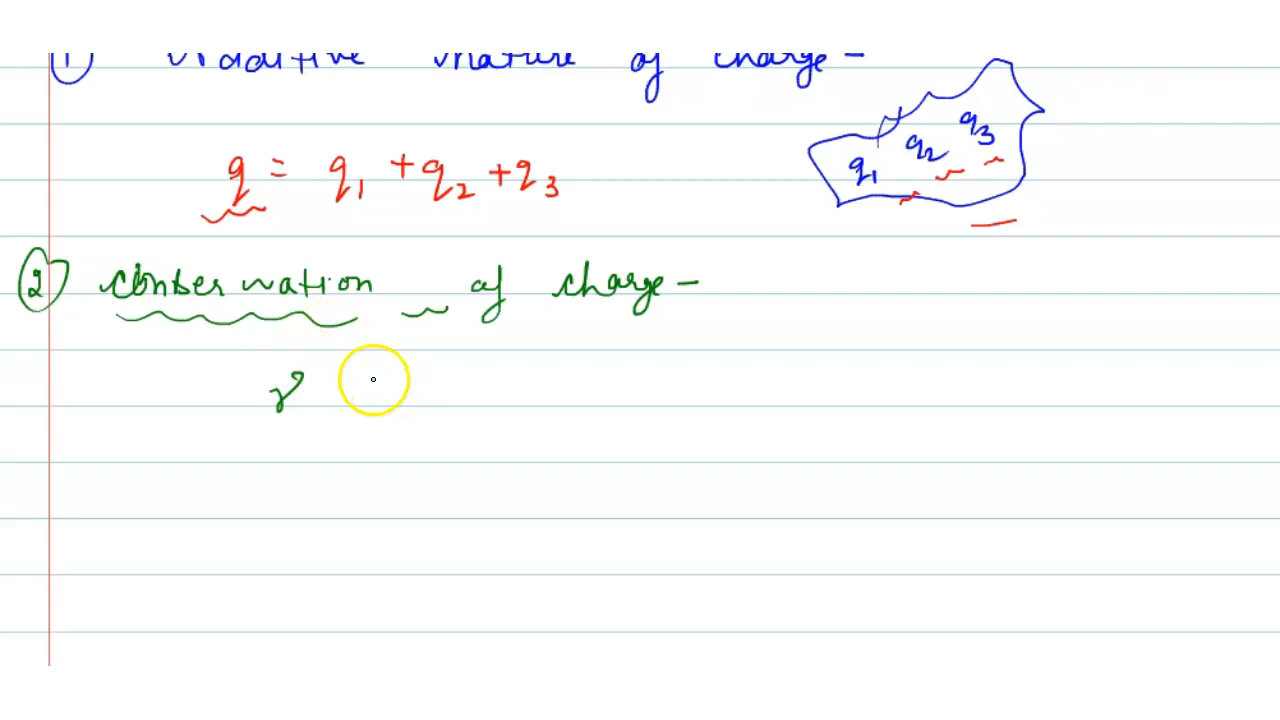 ① Additive nature of charge –
q₁ q₂ q₃
q = q₁ + q₂ + q₃
② Conservation of charge –
γ